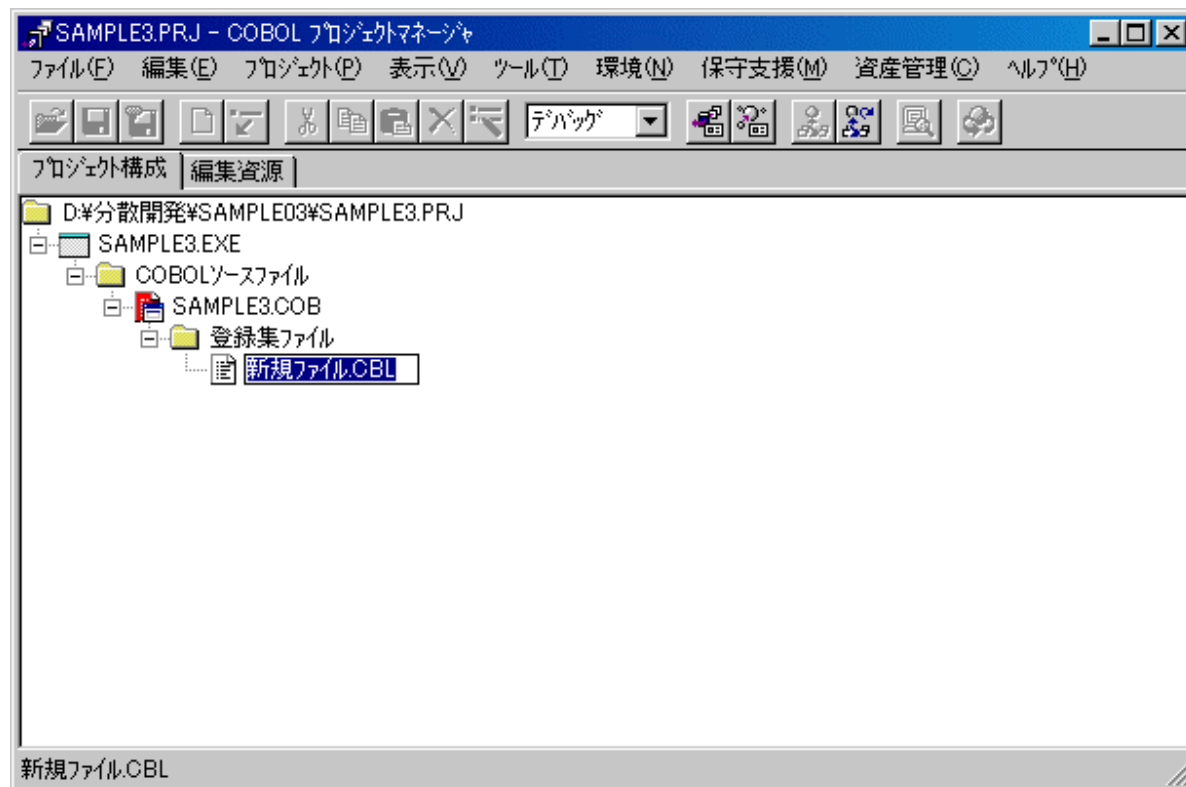 SAMPLE3.PRJ - COBOL プロジェクトマネージャ
ファイル(F) 編集(E) プロジェクト(P) 表示(V) ツール(T) 環境(N) 保守支援(M) 資産管理(C) ヘルプ(H)
デバッグ
プロジェクト構成 編集資源
D:¥分散開発¥SAMPLE03¥SAMPLE3.PRJ
SAMPLE3.EXE
COBOLソースファイル
SAMPLE3.COB
登録集ファイル
新規ファイル.CBL
新規ファイル.CBL